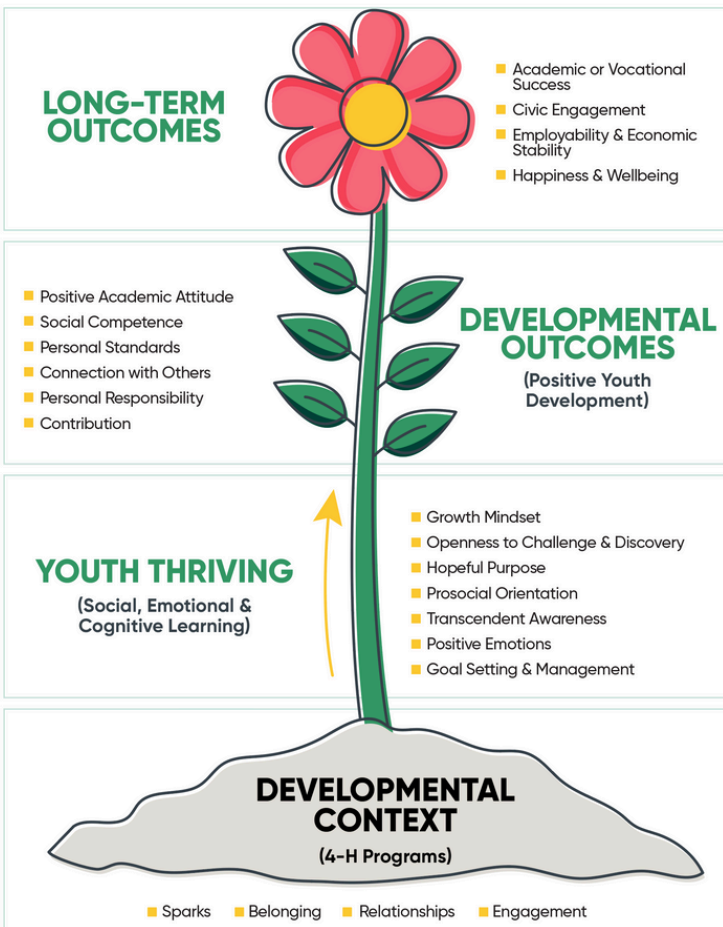 LONG-TERM
OUTCOMES
Academic or Vocational
Success
Civic Engagement
Employability & Economic
Stability
Happiness & Wellbeing
Positive Academic Attitude
Social Competence
Personal Standards
Connection with Others
Personal Responsibility
Contribution
DEVELOPMENTAL
OUTCOMES
(Positive Youth
Development)
YOUTH THRIVING
(Social, Emotional &
Cognitive Learning)
Growth Mindset
Openness to Challenge & Discovery
Hopeful Purpose
Prosocial Orientation
Transcendent Awareness
Positive Emotions
Goal Setting & Management
DEVELOPMENTAL
CONTEXT
(4-H Programs)
Sparks Belonging Relationships Engagement